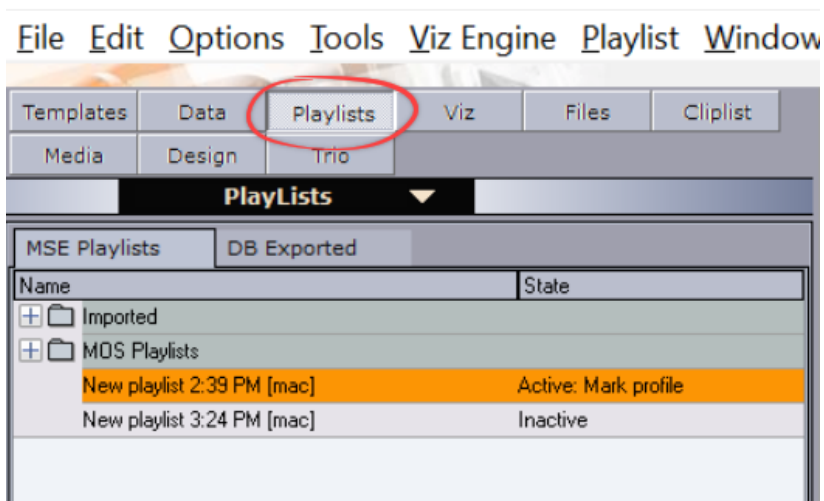 File Edit Options Tools Viz Engine Playlist Window
Templates Data Playlists Viz Files Cliplist
Media Design Trio
PlayLists
MSE Playlists DB Exported
Name State
Imported
MOS Playlists
New playlist 2:39 PM [mac] Active: Mark profile
New playlist 3:24 PM [mac] Inactive